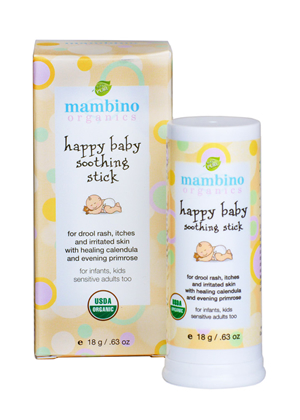 mambino
organics
happy baby
soothing
stick
for drool rash, itches
and irritated skin
with healing calendula
and evening primrose
for infants, kids
sensitive adults too
USDA
ORGANIC
e 18 g / .63 oz
mambino
organics
happy baby
soothing stick
for drool rash, itches
and irritated skin
with healing calendula
and evening primrose
USDA
ORGANIC
for infants, kids
sensitive adults too
e 18 g / .63 oz